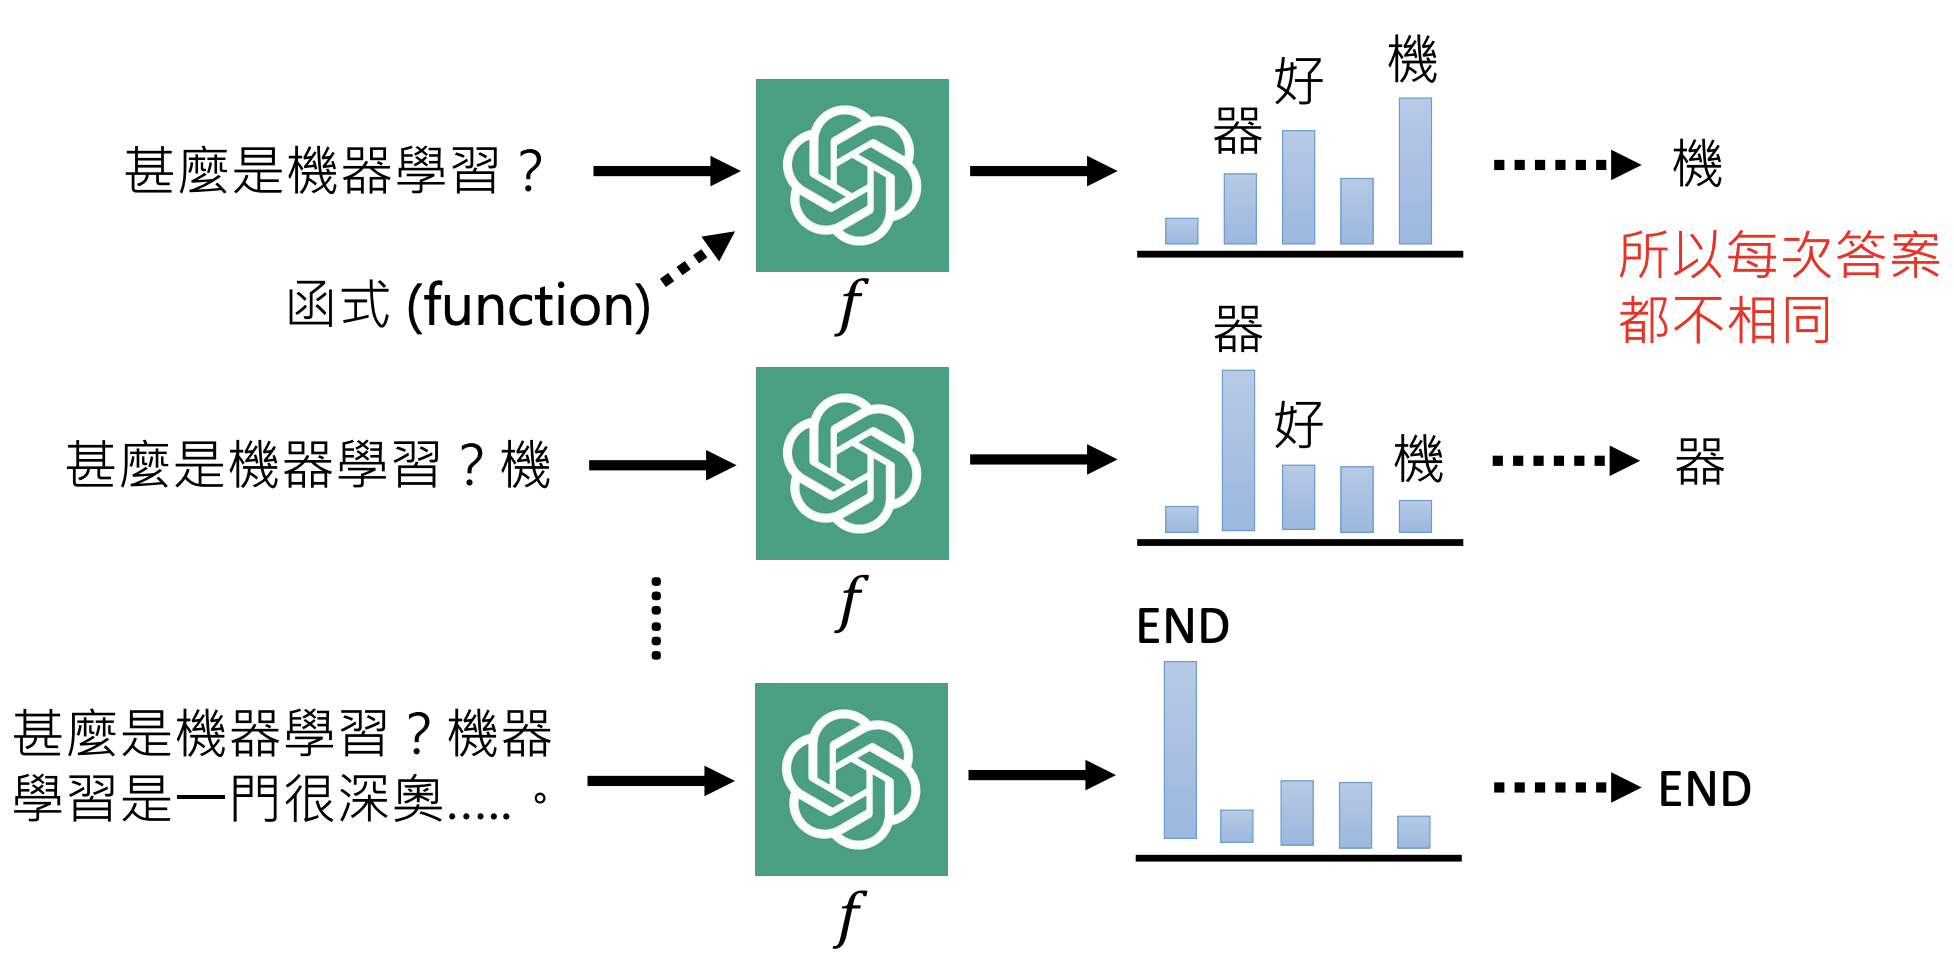 甚麼是機器學習？
函式 (function)
f
器
好
機
機
所以每次答案
都不相同
甚麼是機器學習？機
f
器
好
機
器
甚麼是機器學習？機器
學習是一門很深奧.....。
f
END
END